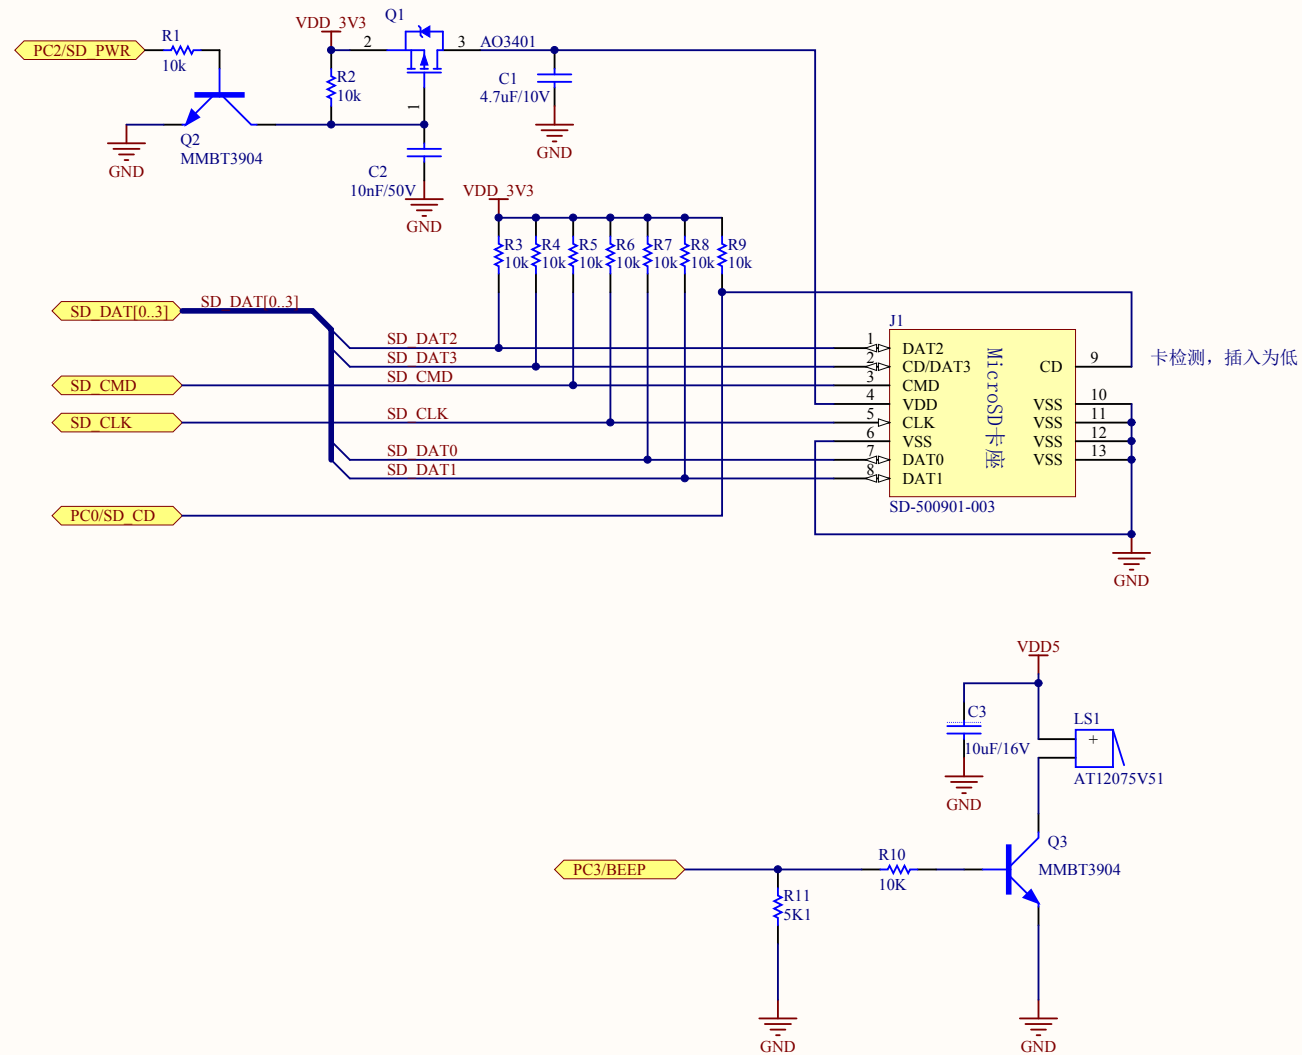 Q1
VDD_3V3
PC2/SD_PWR
R1
10k
2
3
AO3401
R2
10k
1
C1
4.7uF/10V
GND
Q2
MMBT3904
GND
C2
10nF/50V
GND
VDD_3V3
R3
10k
R4
10k
R5
10k
R6
10k
R7
10k
R8
10k
R9
10k
SD_DAT[0..3]
SD_DAT[0..3]
SD_DAT2
SD_DAT3
SD_CMD
SD_CMD
SD_CLK
SD_CLK
SD_DAT0
SD_DAT1
PC0/SD_CD
J1
1 DAT2
2 CD/DAT3
3 CMD
4 VDD
5 CLK
6 VSS
7 DAT0
8 DAT1
MicroSD卡座
CD 9
VSS 10
VSS 11
VSS 12
VSS 13
SD-500901-003
卡检测，插入为低
GND
VDD5
C3
10uF/16V
GND
LS1
+
AT12075V51
Q3
MMBT3904
PC3/BEEP
R10
10K
R11
5K1
GND
GND